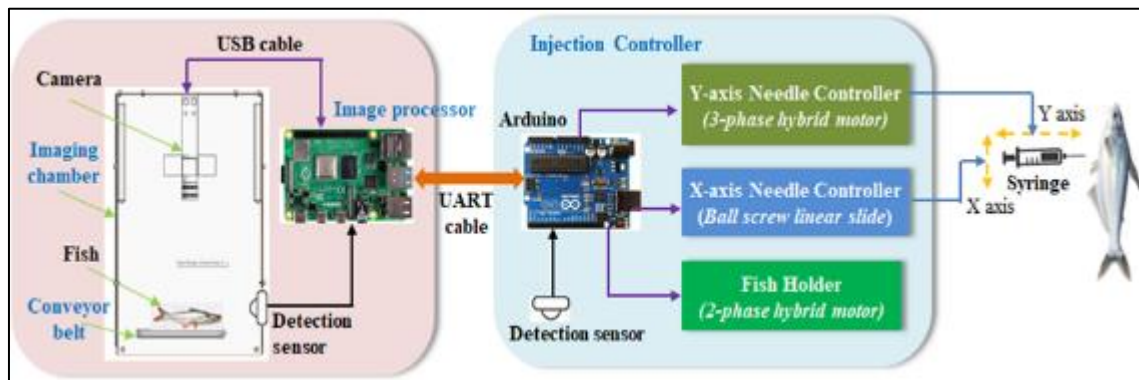 USB cable
Camera
Image processor
Imaging
chamber
Fish
Conveyor
belt
Detection
sensor
UART
cable
Injection Controller
Arduino
Detection sensor
Y-axis Needle Controller
(3-phase hybrid motor)
X-axis Needle Controller
(Ball screw linear slide)
Fish Holder
(2-phase hybrid motor)
Y axis
Syringe
X axis